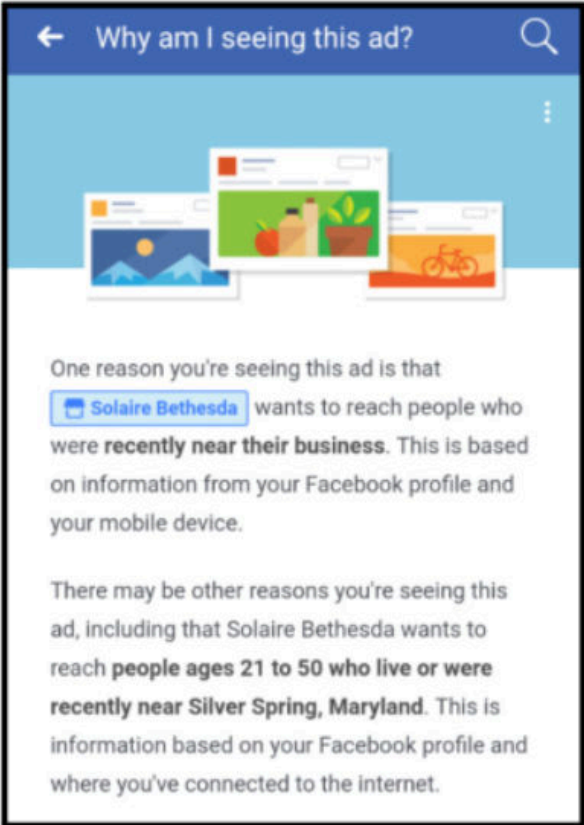 Why am I seeing this ad?
One reason you're seeing this ad is that
Solaire Bethesda wants to reach people who
were recently near their business. This is based
on information from your Facebook profile and
your mobile device.
There may be other reasons you're seeing this
ad, including that Solaire Bethesda wants to
reach people ages 21 to 50 who live or were
recently near Silver Spring, Maryland. This is
information based on your Facebook profile and
where you've connected to the internet.